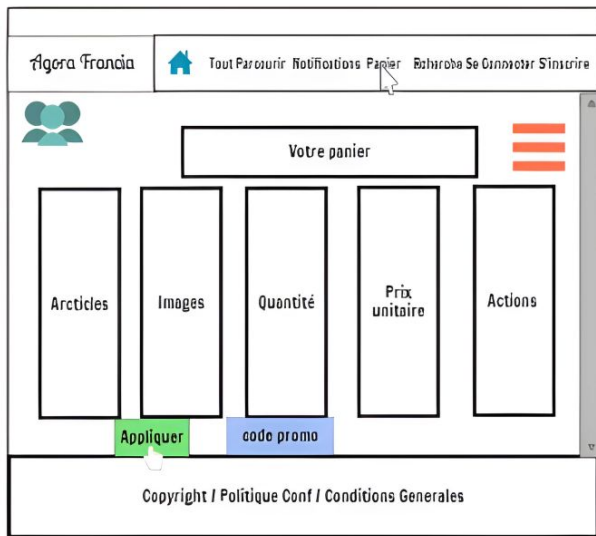 Agora Francia
Tout Parcourir Notifications Panier Recherche Se Connecter S'inscrire
Votre panier
Arcticles
Images
Quantité
Prix
unitaire
Actions
Appliquer
code promo
Copyright / Politique Conf / Conditions Generales